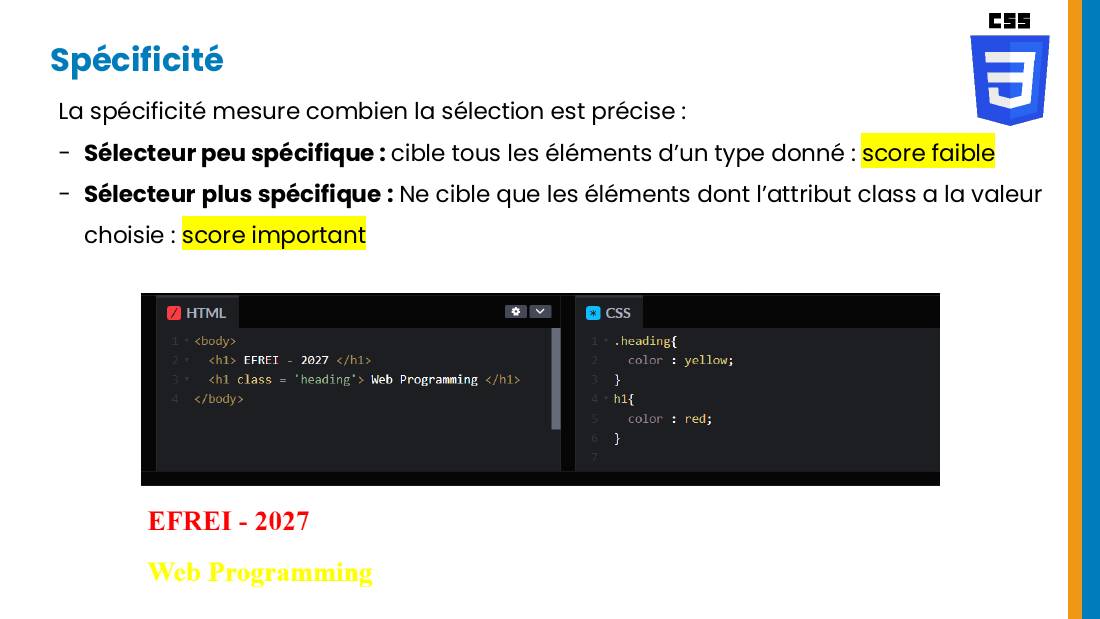 CSS
Spécificité
La spécificité mesure combien la sélection est précise :
- Sélecteur peu spécifique : cible tous les éléments d’un type donné : score faible
- Sélecteur plus spécifique : Ne cible que les éléments dont l’attribut class a la valeur
choisie : score important
HTML
1 <body>
2 <h1> EFREI - 2027 </h1>
3 <h1 class = 'heading'> Web Programming </h1>
4 </body>
CSS
1 .heading{
2 color : yellow;
3 }
4 h1{
5 color : red;
6 }
7
EFREI - 2027
Web Programming